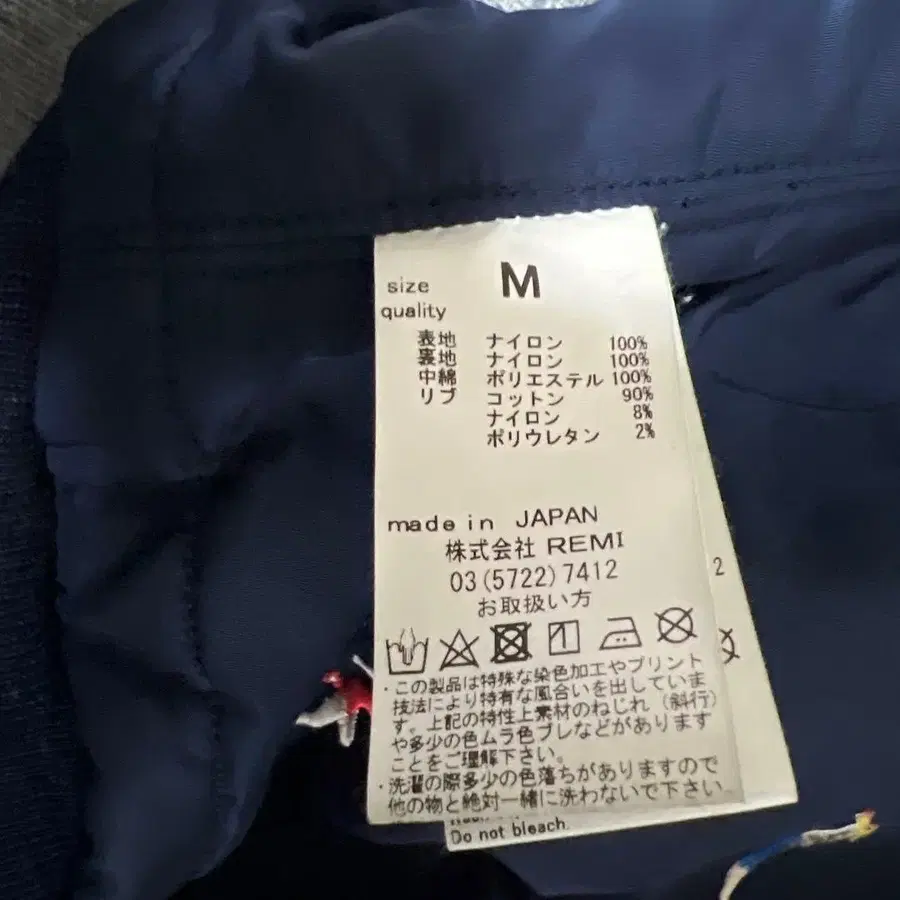 size M
quality
表地 ナイロン 100%
裏地 ナイロン 100%
中綿 ポリエステル 100%
リブ コットン 90%
ナイロン 8%
ポリウレタン 2%
made in JAPAN
株式会社 REMI
03(5722)7412
お取扱い方
・この製品は特殊な染色加工やプリント
技法により特有な風合いを出していま
す。上記の特性上素材のねじれ（斜行）
や多少の色ムラ色ブレなどがあります
ことをご理解下さい。
・洗濯の際多少の色落ちがありますので
他の物と絶対一緒に洗わないで下さい
2
Do not bleach.